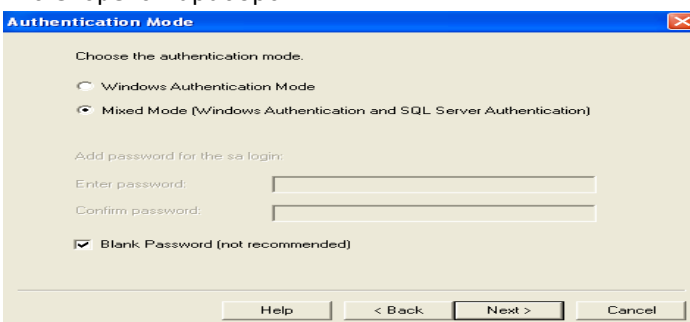 Authentication Mode
Choose the authentication mode.
Windows Authentication Mode
Mixed Mode (Windows Authentication and SQL Server Authentication)
Add password for the sa login:
Enter password:
Confirm password:
Blank Password (not recommended)
Help
< Back
Next >
Cancel